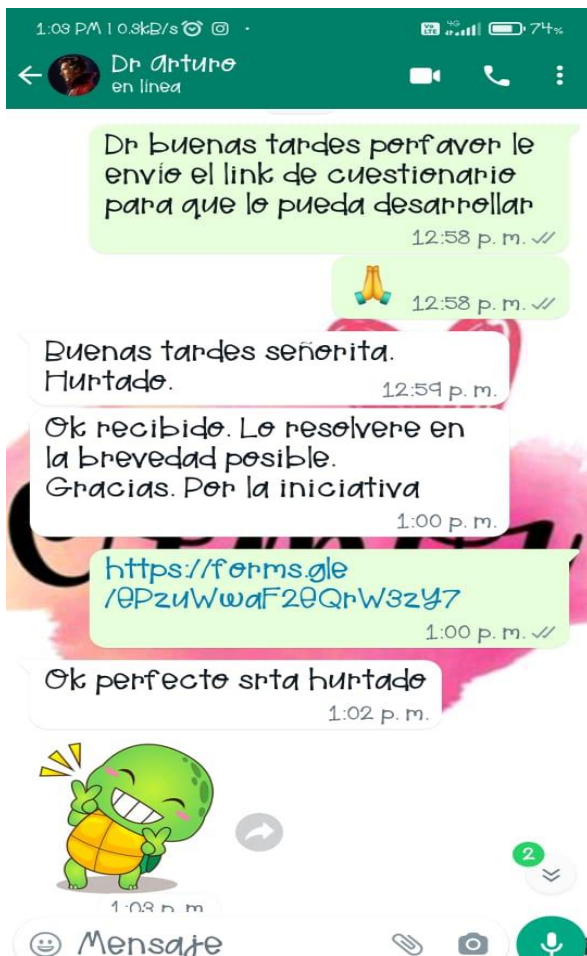 1:03 PM | 0.3kB/s
Vo LTE 4G 74%
Dr Arturo
en linea
Dr buenas tardes porfavor le
envio el link de cuestionario
para que lo pueda desarrollar
12:58 p. m.
12:58 p. m.
Buenas tardes señorita.
Hurtado.
12:59 p. m.
Ok recibido. Lo resolvere en
la brevedad posible.
Gracias. Por la iniciativa
1:00 p. m.
https://forms.gle
/ePzuWwaF2eQrW3zY7
1:00 p. m.
Ok perfecto srta hurtado
1:02 p. m.
2
1:03 p. m.
Mensaje